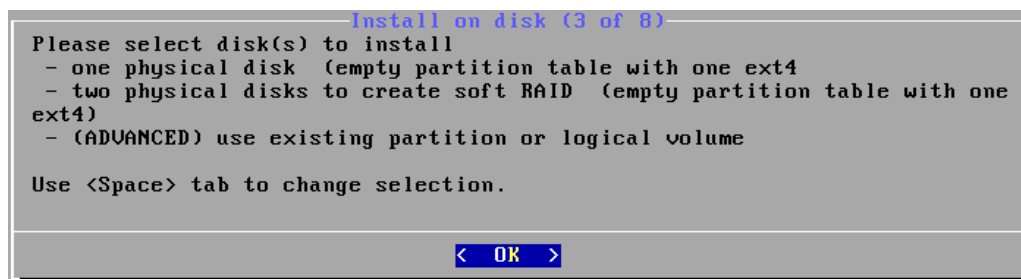 Install on disk (3 of 8)
Please select disk(s) to install
- one physical disk (empty partition table with one ext4
- two physical disks to create soft RAID (empty partition table with one
ext4)
- (ADVANCED) use existing partition or logical volume
Use <Space> tab to change selection.
< OK >